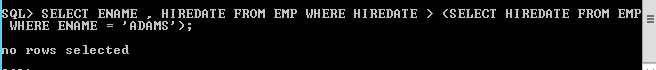 SQL> SELECT ENAME , HIREDATE FROM EMP WHERE HIREDATE > (SELECT HIREDATE FROM EMP
WHERE ENAME = 'ADAMS');
no rows selected